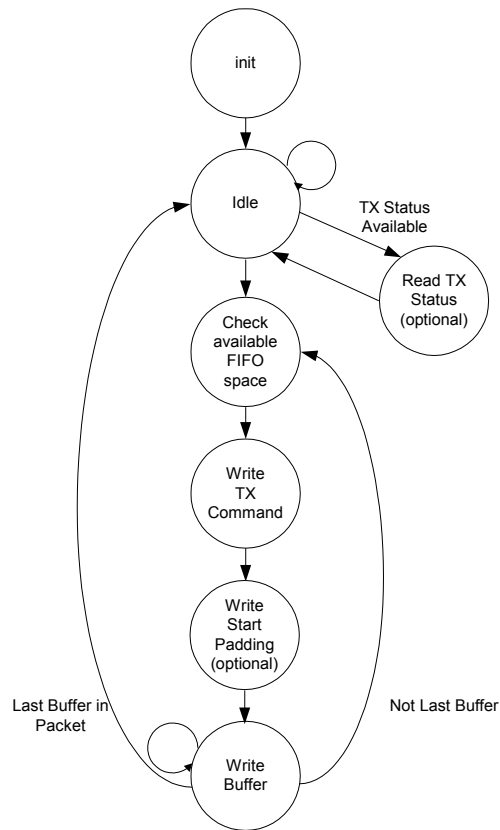 init
Idle
TX Status
Available
Read TX
Status
(optional)
Check
available
FIFO
space
Write
TX
Command
Write
Start
Padding
(optional)
Last Buffer in
Packet
Not Last Buffer
Write
Buffer